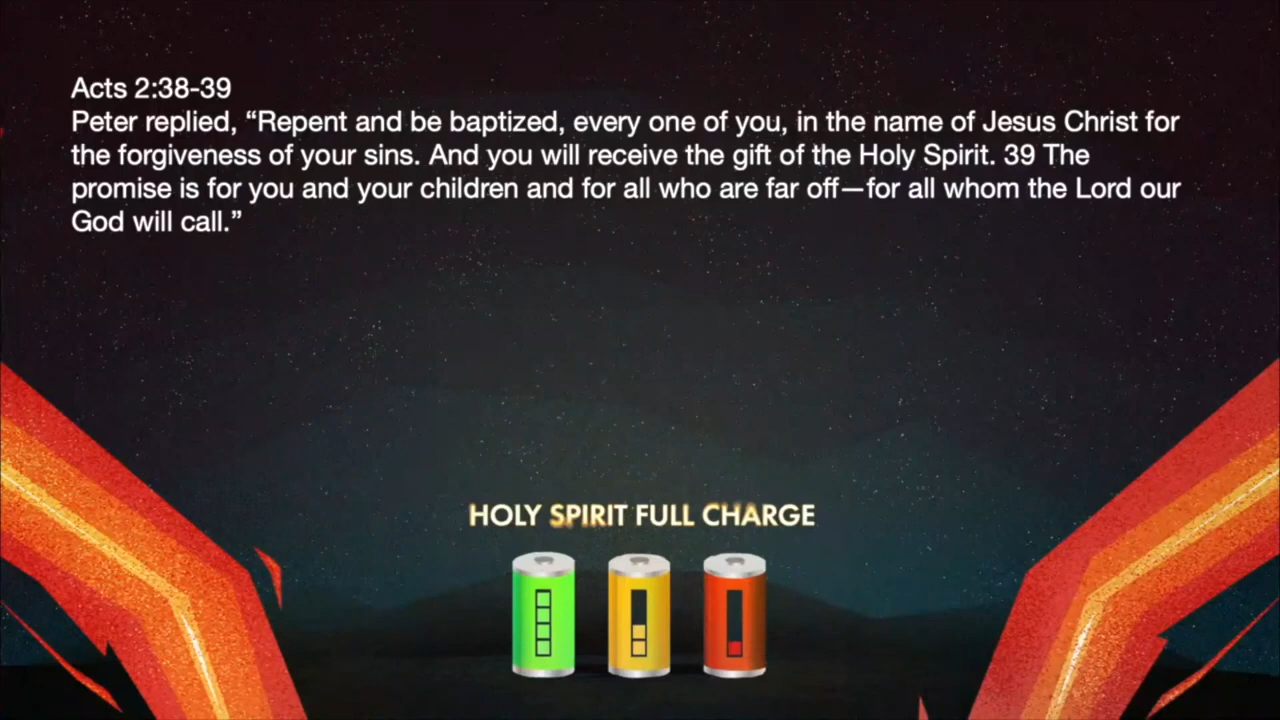 Acts 2:38-39
Peter replied, “Repent and be baptized, every one of you, in the name of Jesus Christ for
the forgiveness of your sins. And you will receive the gift of the Holy Spirit. 39 The
promise is for you and your children and for all who are far off—for all whom the Lord our
God will call.”
HOLY SPIRIT FULL CHARGE